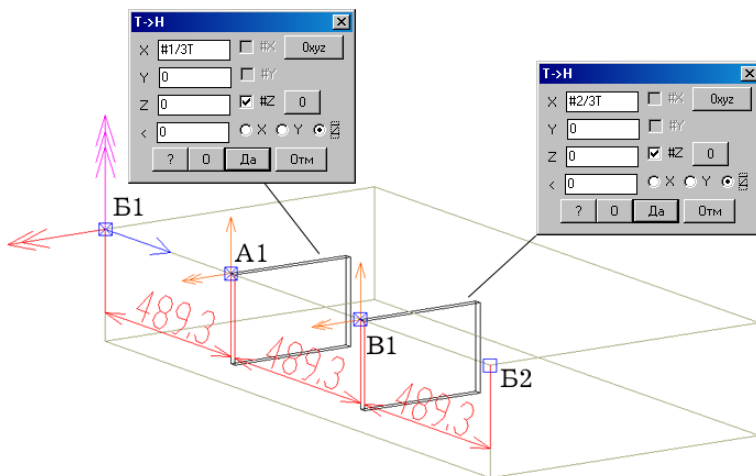 T->H
X #1/3T #X 0xyz
Y 0 #Y
Z 0 #Z 0
< 0 X Y Z
? 0 Да Отм
T->H
X #2/3T #X 0xyz
Y 0 #Y
Z 0 #Z 0
< 0 X Y Z
? 0 Да Отм
Б1
А1
В1
Б2
489.3
489.3
489.3